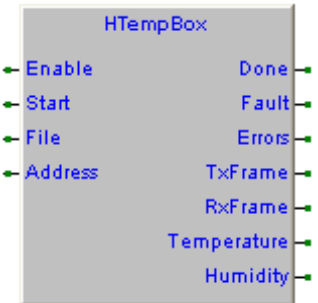 HTempBox
Enable Done
Start Fault
File Errors
Address TxFrame
RxFrame
Temperature
Humidity